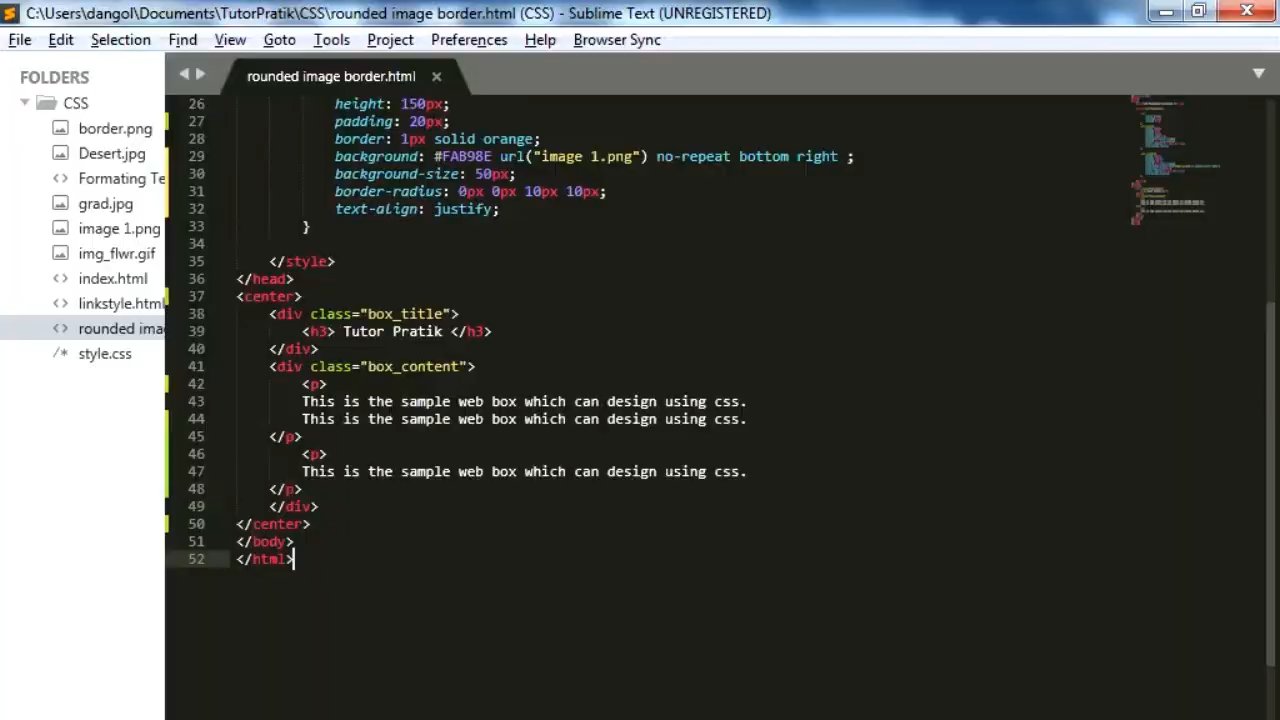 C:\Users\dangol\Documents\TutorPratik\CSS\rounded image border.html (CSS) - Sublime Text (UNREGISTERED)
File Edit Selection Find View Goto Tools Project Preferences Help Browser Sync
FOLDERS
CSS
border.png
Desert.jpg
Formating Te
grad.jpg
image 1.png
img_flwr.gif
index.html
linkstyle.html
rounded ima
style.css
rounded image border.html
26 height: 150px;
27 padding: 20px;
28 border: 1px solid orange;
29 background: #FAB98E url("image 1.png") no-repeat bottom right ;
30 background-size: 50px;
31 border-radius: 0px 0px 10px 10px;
32 text-align: justify;
33 }
34
35 </style>
36 </head>
37 <center>
38 <div class="box_title">
39 <h3> Tutor Pratik </h3>
40 </div>
41 <div class="box_content">
42 <p>
43 This is the sample web box which can design using css.
44 This is the sample web box which can design using css.
45 </p>
46 <p>
47 This is the sample web box which can design using css.
48 </p>
49 </div>
50 </center>
51 </body>
52 </html>